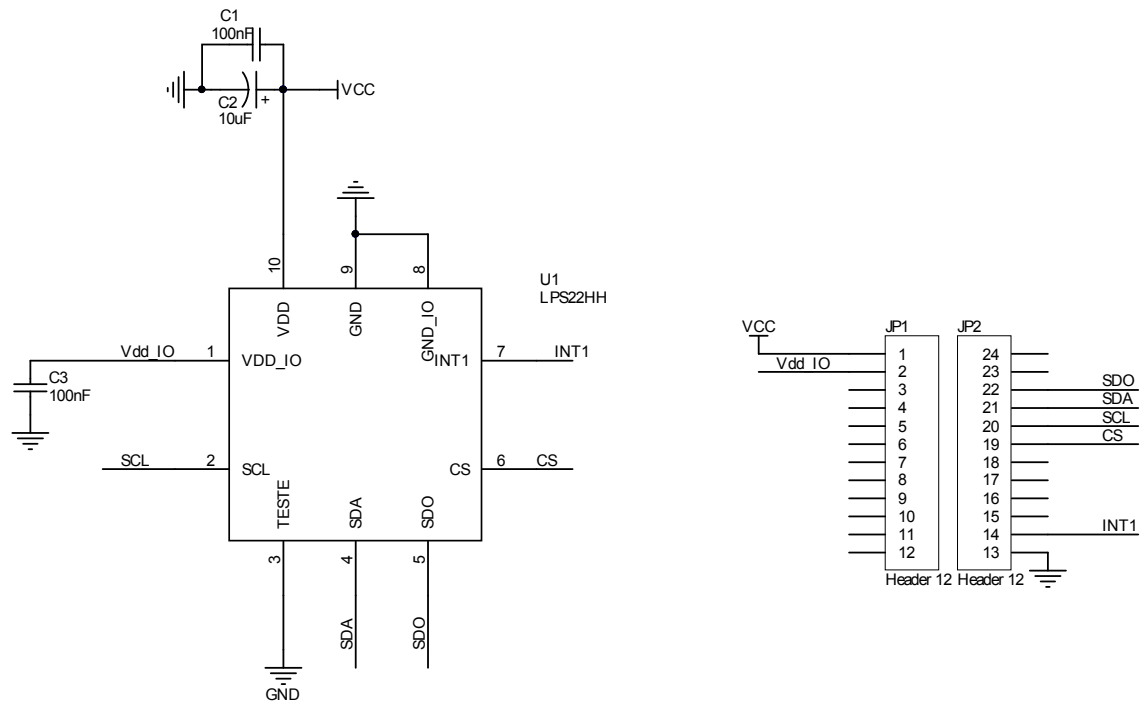 C1
100nF
VCC
C2
+
10uF
10
9
8
U1
LPS22HH
VDD
GND
GND_IO
Vdd_IO
1
VDD_IO
INT1
7
INT1
C3
100nF
SCL
2
SCL
CS
6
CS
TESTE
SDA
SDO
3
4
5
SDA
SDO
GND
VCC
JP1
JP2
1
24
Vdd_IO
2
23
3
22
SDO
4
21
SDA
5
20
SCL
6
19
CS
7
18
8
17
9
16
10
15
11
14
INT1
12
13
Header 12
Header 12